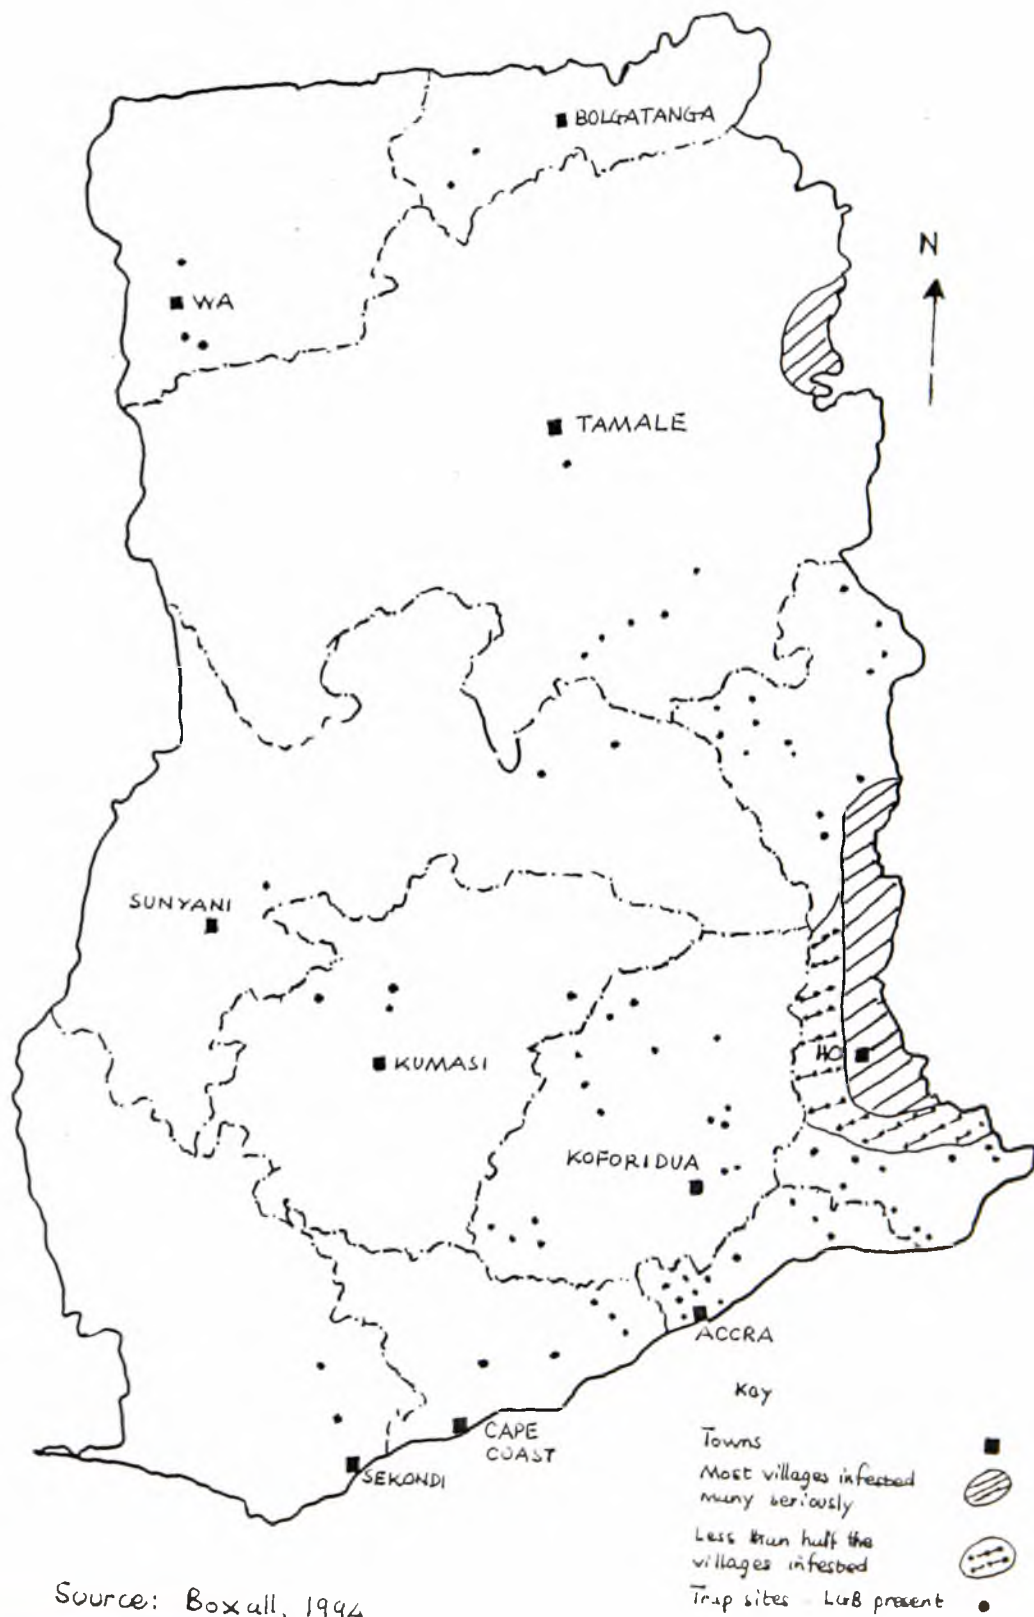 BOLGATANGA
N
WA
TAMALE
SUNYANI
KUMASI
HO
KOFORIDUA
ACCRA
CAPE
COAST
SEKONDI
Key
Towns
Most villages infested
many seriously
Less than half the
villages infested
Trap sites LGB present
Source: Boxall, 1994